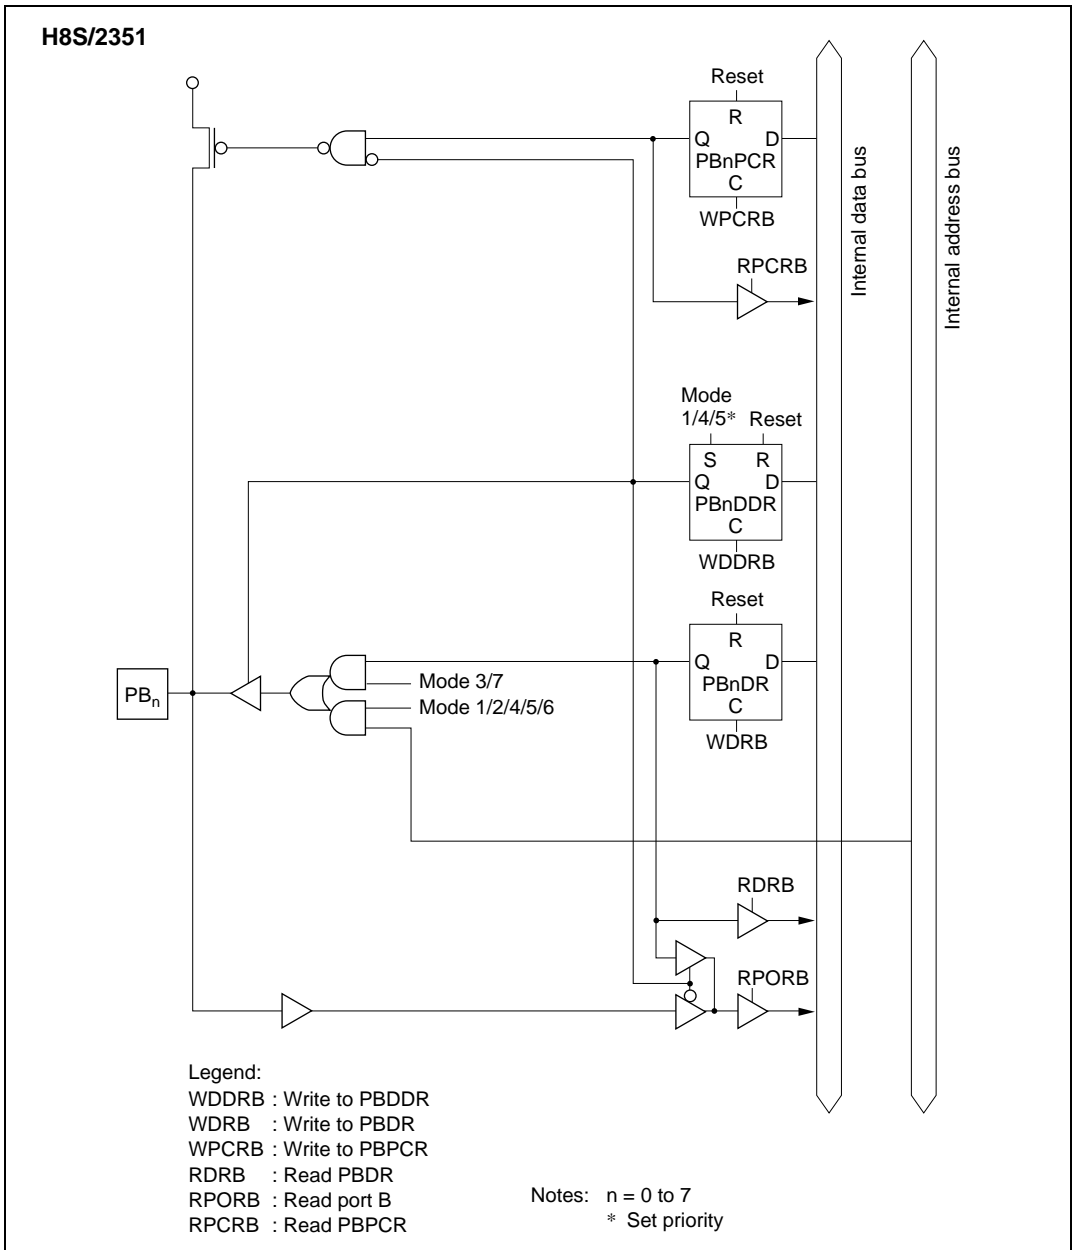 H8S/2351
Reset
R
Q D
PBnPCR
C
WPCRB
RPCRB
Internal data bus
Internal address bus
Mode
1/4/5* Reset
S R
Q D
PBnDDR
C
WDDRB
Reset
R
Q D
PBnDR
C
WDRB
PBn
Mode 3/7
Mode 1/2/4/5/6
RDRB
RPORB
Legend:
WDDRB : Write to PBDDR
WDRB : Write to PBDR
WPCRB : Write to PBPCR
RDRB : Read PBDR
RPORB : Read port B
RPCRB : Read PBPCR
Notes: n = 0 to 7
* Set priority